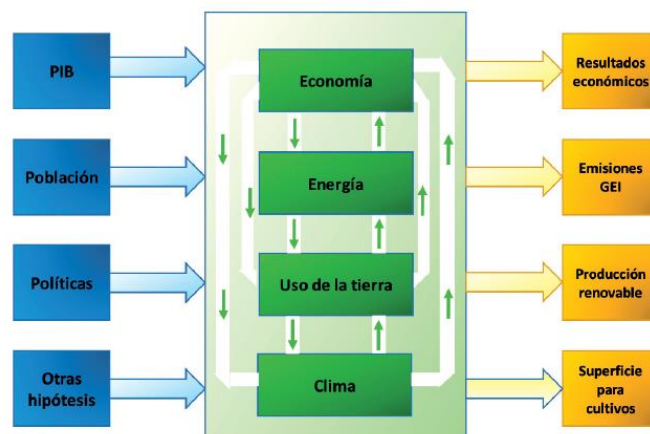 PIB
Población
Políticas
Otras
hipótesis
Economía
Energía
Uso de la tierra
Clima
Resultados
económicos
Emisiones
GEI
Producción
renovable
Superficie
para
cultivos